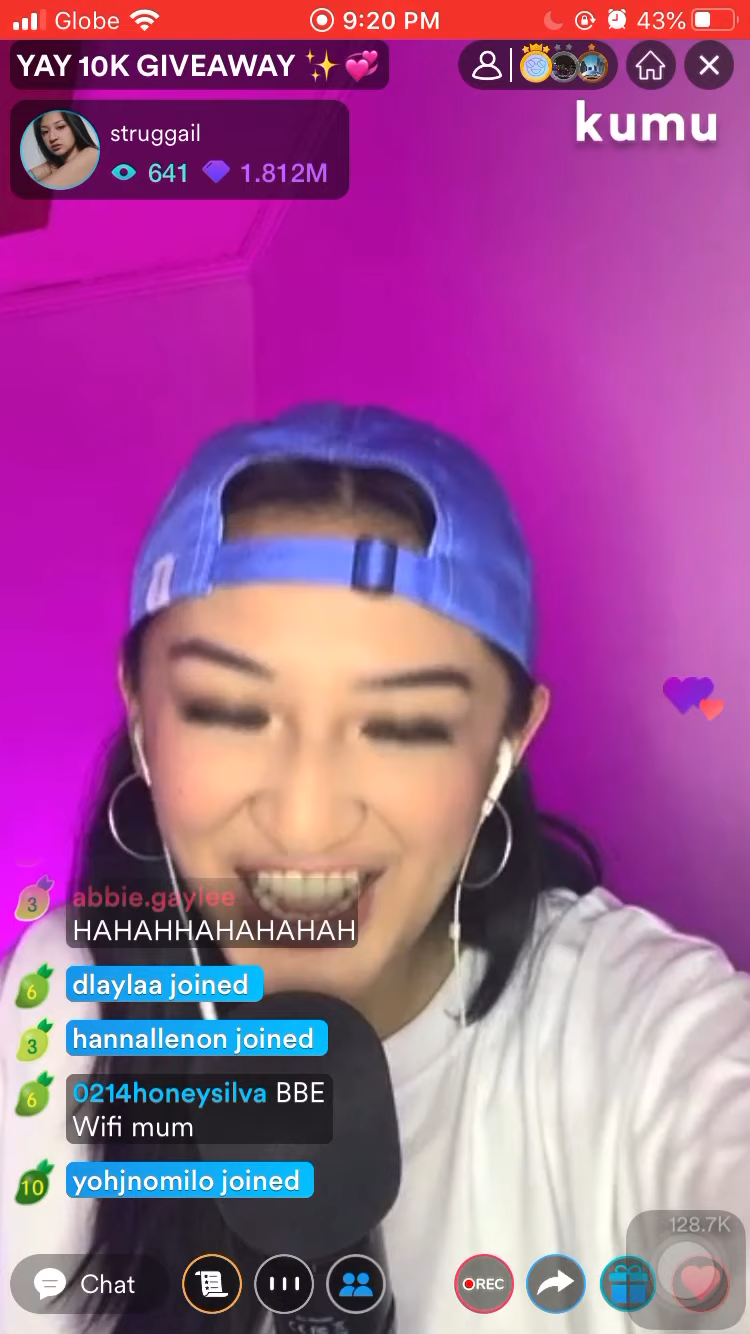 Globe 9:20 PM 43%
YAY 10K GIVEAWAY ✨💞
kumu
struggail
641 1.812M
3 abbie.gaylee
HAHAHHAHAHAHAH
6 dlaylaa joined
3 hannallenon joined
6 0214honeysilva BBE
Wifi mum
10 yohjnomilo joined
128.7K
Chat REC